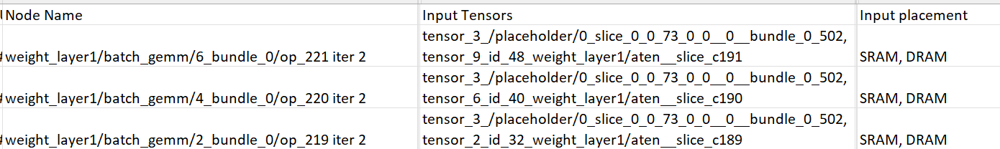 Node Name Input Tensors Input placement
tensor_3_/placeholder/0_slice_0_0_73_0_0__0__bundle_0_502,
weight_layer1/batch_gemm/6_bundle_0/op_221 iter 2 tensor_9_id_48_weight_layer1/aten__slice_c191 SRAM, DRAM
tensor_3_/placeholder/0_slice_0_0_73_0_0__0__bundle_0_502,
weight_layer1/batch_gemm/4_bundle_0/op_220 iter 2 tensor_6_id_40_weight_layer1/aten__slice_c190 SRAM, DRAM
tensor_3_/placeholder/0_slice_0_0_73_0_0__0__bundle_0_502,
weight_layer1/batch_gemm/2_bundle_0/op_219 iter 2 tensor_2_id_32_weight_layer1/aten__slice_c189 SRAM, DRAM